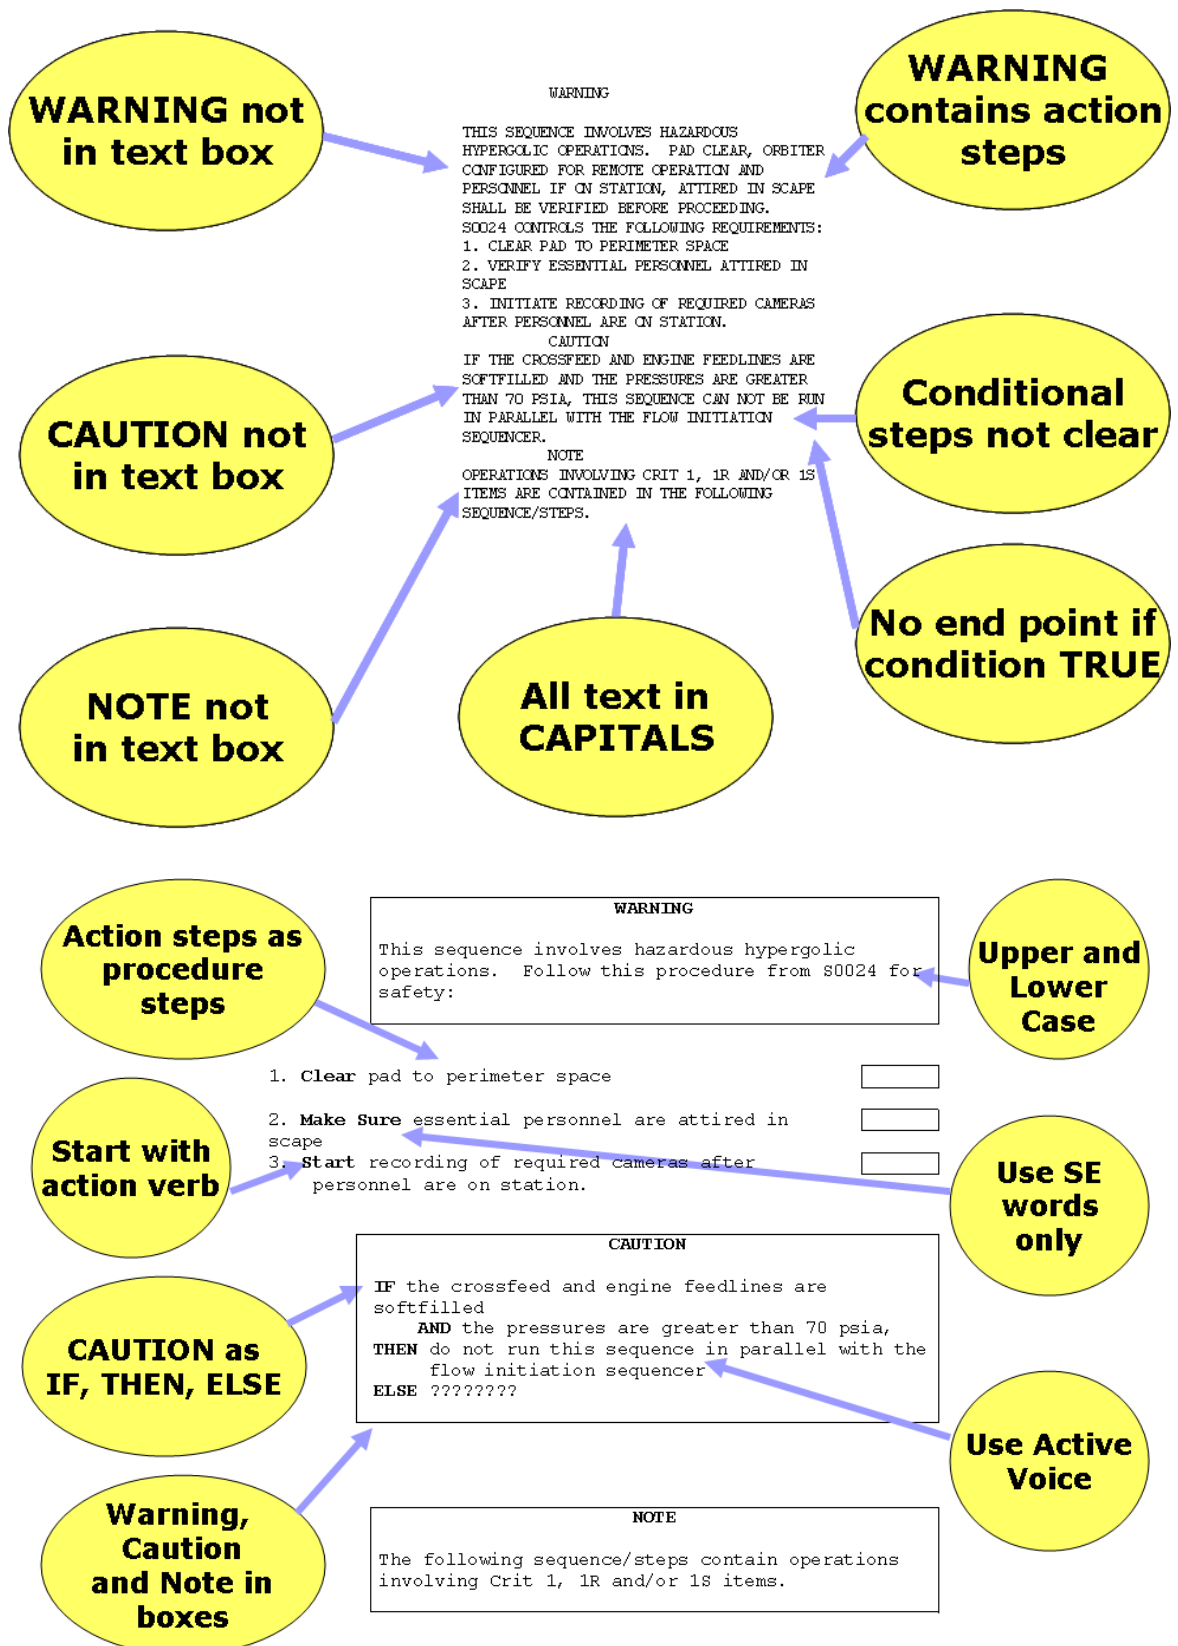 WARNING not
in text box
WARNING
contains action
steps
WARNING
THIS SEQUENCE INVOLVES HAZARDOUS
HYPERGOLIC OPERATIONS. PAD CLEAR, ORBITER
CONFIGURED FOR REMOTE OPERATION AND
PERSONNEL IF ON STATION, ATTIRED IN SCAPE
SHALL BE VERIFIED BEFORE PROCEEDING.
S0024 CONTROLS THE FOLLOWING REQUIREMENTS:
1. CLEAR PAD TO PERIMETER SPACE
2. VERIFY ESSENTIAL PERSONNEL ATTIRED IN
SCAPE
3. INITIATE RECORDING OF REQUIRED CAMERAS
AFTER PERSONNEL ARE ON STATION.
CAUTION
IF THE CROSSFEED AND ENGINE FEEDLINES ARE
SOFTFILLED AND THE PRESSURES ARE GREATER
THAN 70 PSIA, THIS SEQUENCE CAN NOT BE RUN
IN PARALLEL WITH THE FLOW INITIATION
SEQUENCER.
NOTE
OPERATIONS INVOLVING CRIT 1, 1R AND/OR 1S
ITEMS ARE CONTAINED IN THE FOLLOWING
SEQUENCE/STEPS.
CAUTION not
in text box
Conditional
steps not clear
No end point if
condition TRUE
NOTE not
in text box
All text in
CAPITALS
Action steps as
procedure
steps
WARNING
This sequence involves hazardous hypergolic
operations. Follow this procedure from S0024 for
safety:
Upper and
Lower
Case
1. Clear pad to perimeter space
2. Make Sure essential personnel are attired in
scape
3. Start recording of required cameras after
personnel are on station.
Start with
action verb
Use SE
words
only
CAUTION
IF the crossfeed and engine feedlines are
softfilled
AND the pressures are greater than 70 psia,
THEN do not run this sequence in parallel with the
flow initiation sequencer
ELSE ????????
CAUTION as
IF, THEN, ELSE
Use Active
Voice
Warning,
Caution
and Note in
boxes
NOTE
The following sequence/steps contain operations
involving Crit 1, 1R and/or 1S items.